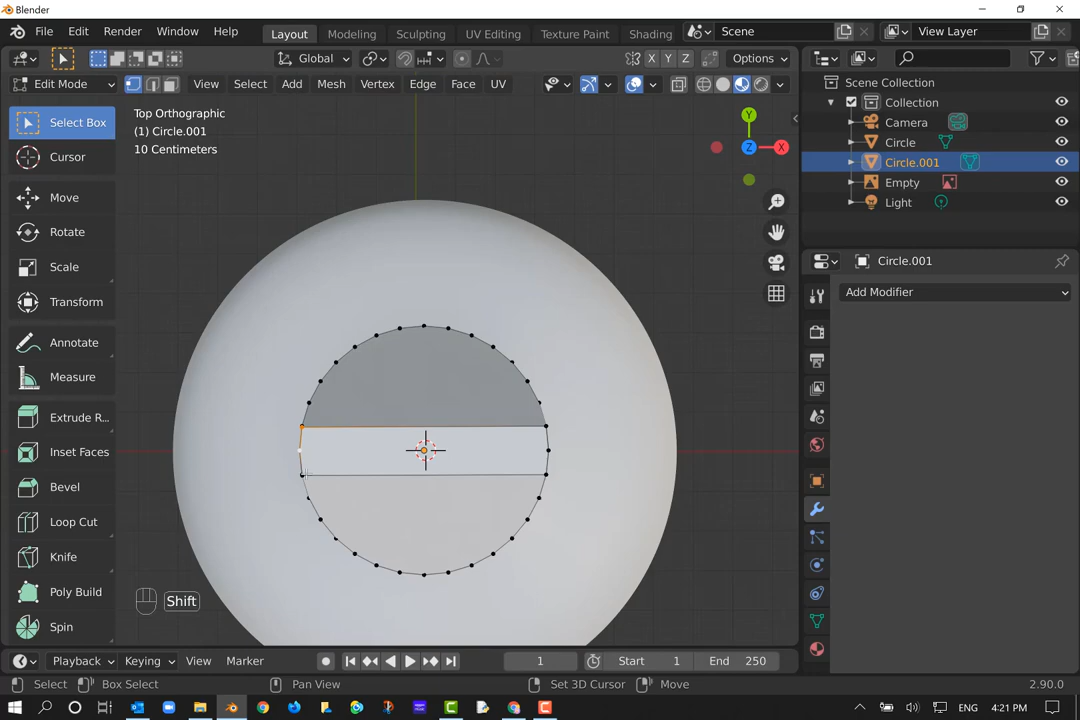 Blender
File Edit Render Window Help Layout Modeling Sculpting UV Editing Texture Paint Shading Scene View Layer
Global X Y Z Options
Edit Mode View Select Add Mesh Vertex Edge Face UV
Scene Collection
Collection
Camera
Circle
Circle.001
Empty
Light
Circle.001
Add Modifier
Select Box
Cursor
Move
Rotate
Scale
Transform
Annotate
Measure
Extrude R...
Inset Faces
Bevel
Loop Cut
Knife
Poly Build
Spin
Top Orthographic
(1) Circle.001
10 Centimeters
Y
Z X
Shift
Playback Keying View Marker 1 Start 1 End 250
Select Box Select Pan View Set 3D Cursor Move 2.90.0
ENG 4:21 PM